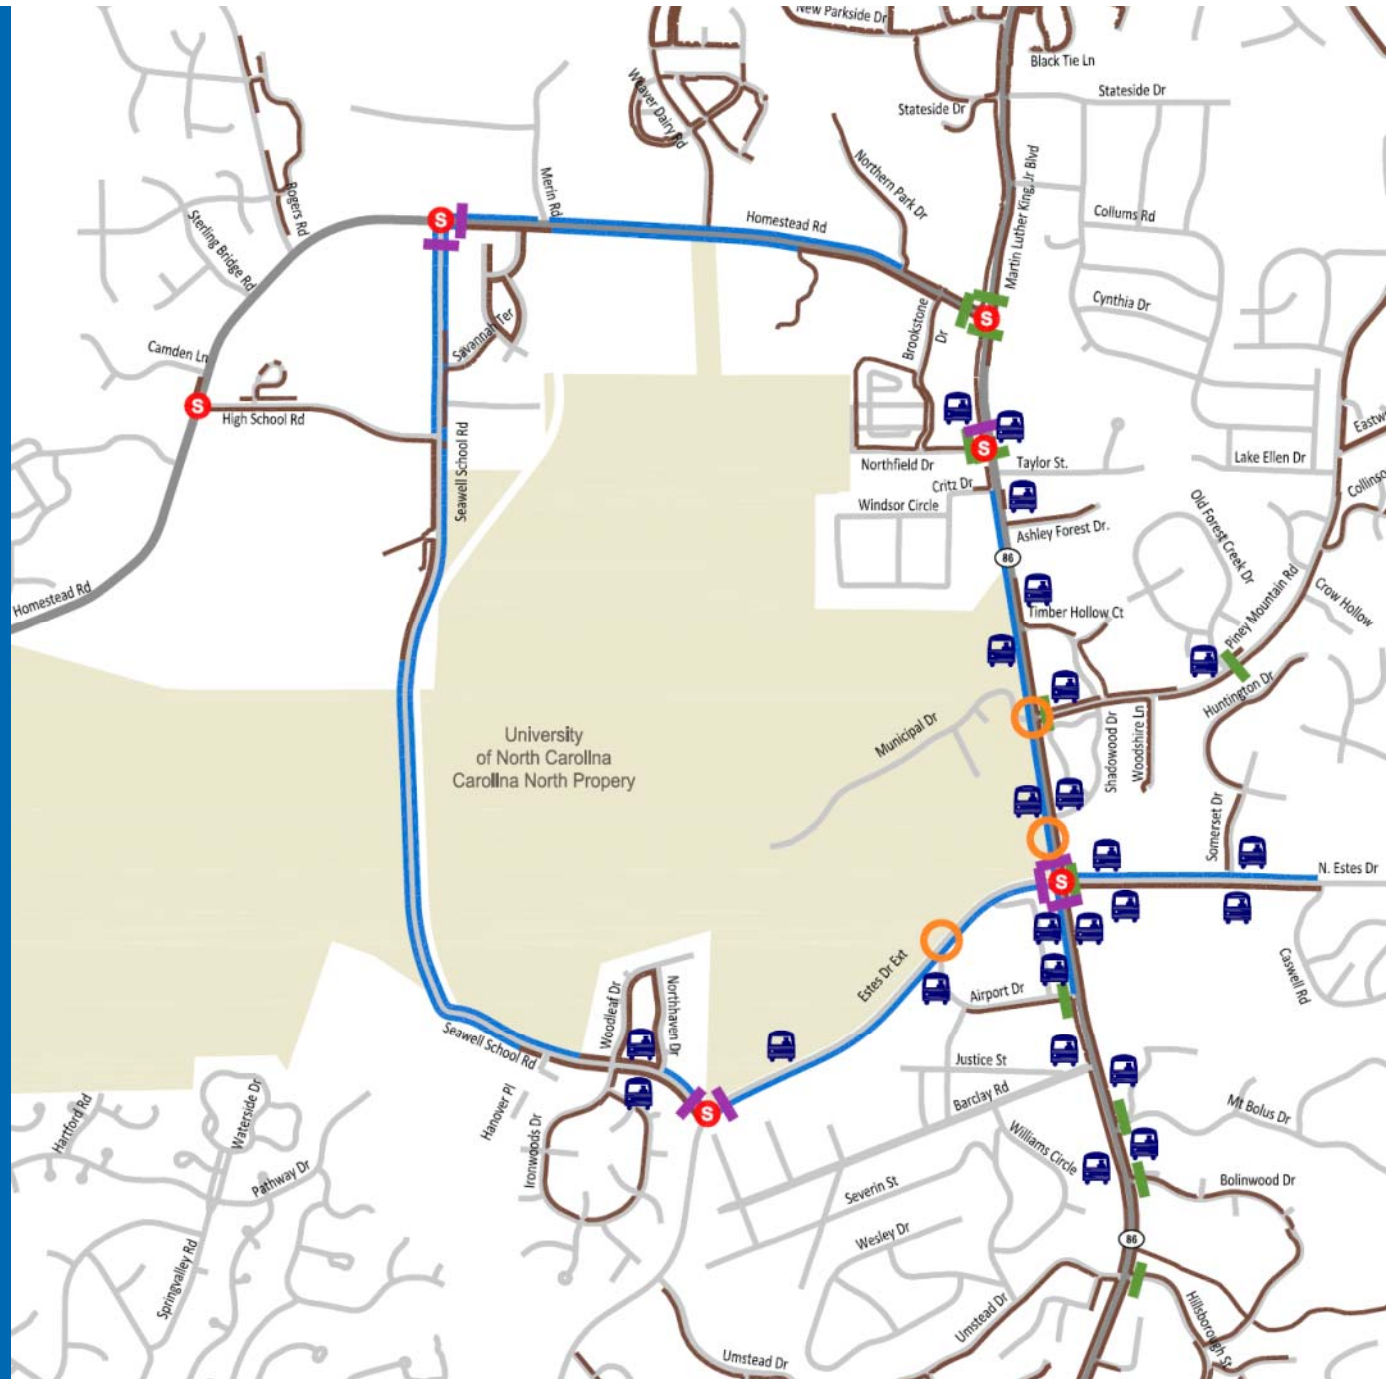 New Parkside Dr
Black Tie Ln
Stateside Dr
Stateside Dr
Weaver Dairy Rd
Martin Luther King Jr Blvd
Northern Park Dr
Merin Rd
Rogers Rd
Sterling Bridge Rd
Homestead Rd
Collums Rd
Cynthia Dr
Brookstone
Dr
Savannah Ter
Camden Ln
High School Rd
Seawell School Rd
Northfield Dr
Taylor St.
Lake Ellen Dr
Eastw
Collinso
Critz Dr
Windsor Circle
Ashley Forest Dr.
Old Forest Creek Dr
86
Homestead Rd
Timber Hollow Ct
Piney Mountain Rd
Crow Hollow
Huntington Dr
Municipal Dr
Shadowood Dr
Woodshire Ln
University
of North CarolIna
CarolIna North Propery
Somerset Dr
N. Estes Dr
Estes Dr Ext
Caswell Rd
Airport Dr
Woodleaf Dr
Northhaven Dr
Seawell School Rd
Justice St
Barclay Rd
Hanover Pl
Ironwoods Dr
Hartford Rd
Waterside Dr
Pathway Dr
Williams Circle
Mt Bolus Dr
Bolinwood Dr
Severin St
Wesley Dr
86
Springvalley Rd
Umstead Dr
Hillsborough St
Umstead Dr
S
S
S
S
S
S